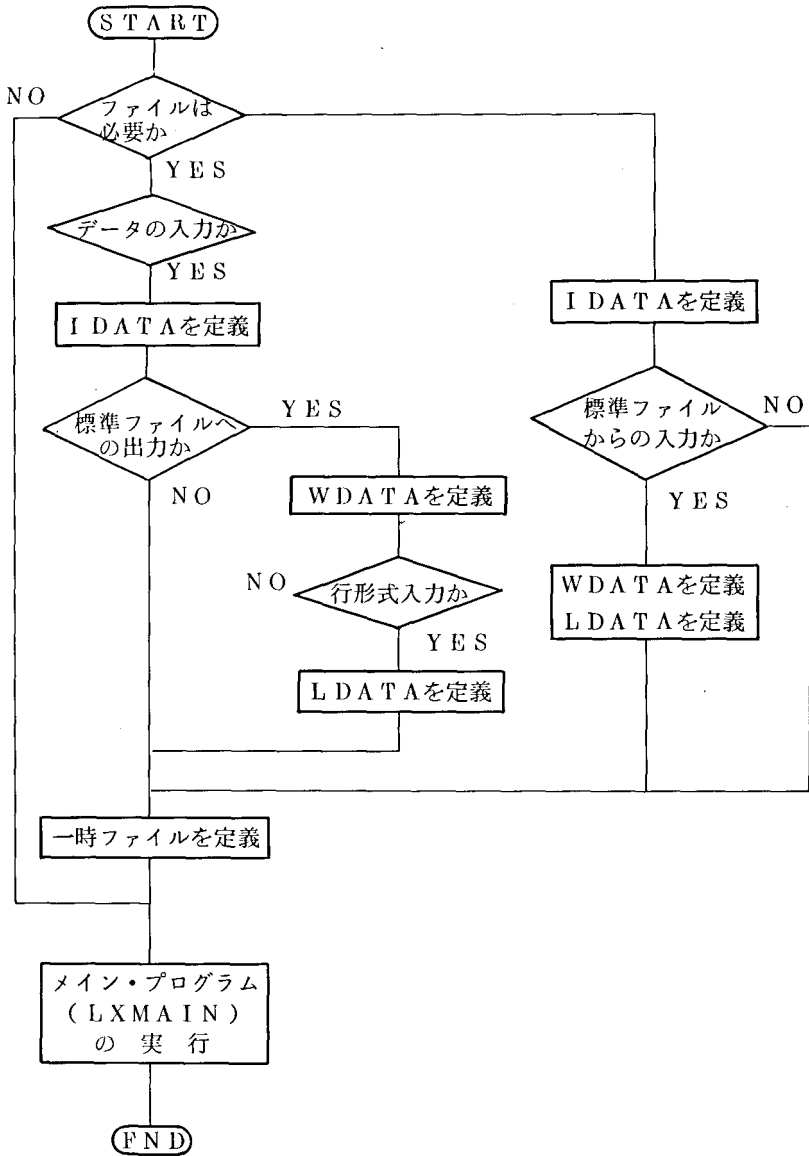 START
NO
ファイルは
必要か
YES
データの入力か
YES
IDATAを定義
標準ファイルへ
の出力か
YES
NO
WDATAを定義
NO
行形式入力か
YES
LDATAを定義
IDATAを定義
標準ファイル
からの入力か
NO
YES
WDATAを定義
LDATAを定義
一時ファイルを定義
メイン・プログラム
(LXMAIN)
の実行
END